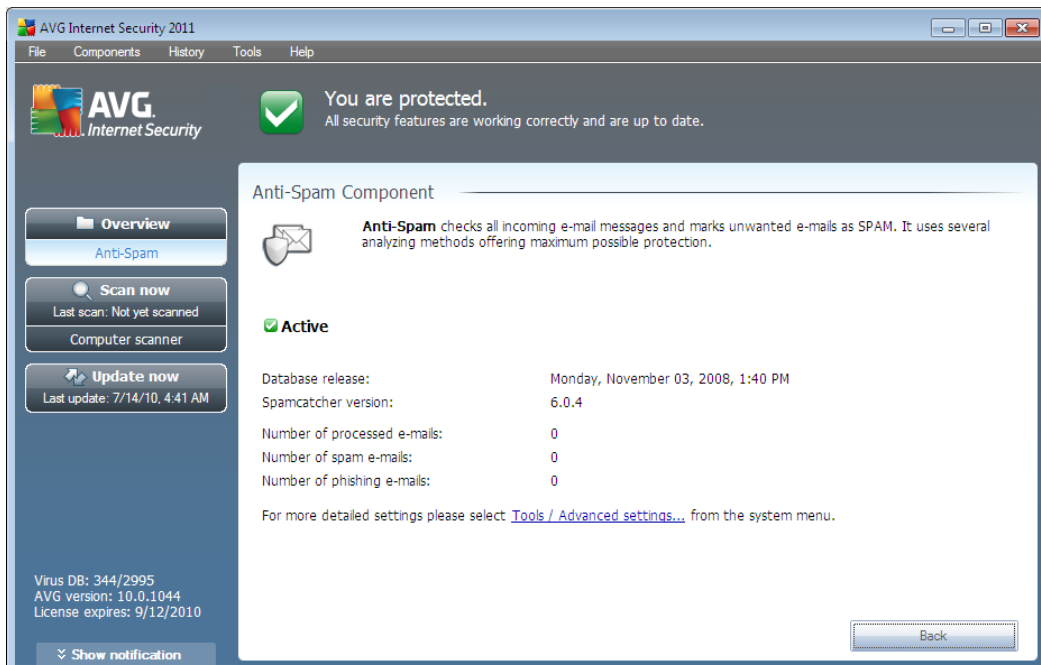 AVG Internet Security 2011
File Components History Tools Help
AVG.
Internet Security
You are protected.
All security features are working correctly and are up to date.
Overview
Anti-Spam
Scan now
Last scan: Not yet scanned
Computer scanner
Update now
Last update: 7/14/10, 4:41 AM
Virus DB: 344/2995
AVG version: 10.0.1044
License expires: 9/12/2010
Show notification
Anti-Spam Component
Anti-Spam checks all incoming e-mail messages and marks unwanted e-mails as SPAM. It uses several
analyzing methods offering maximum possible protection.
Active
Database release: Monday, November 03, 2008, 1:40 PM
Spamcatcher version: 6.0.4
Number of processed e-mails: 0
Number of spam e-mails: 0
Number of phishing e-mails: 0
For more detailed settings please select Tools / Advanced settings... from the system menu.
Back